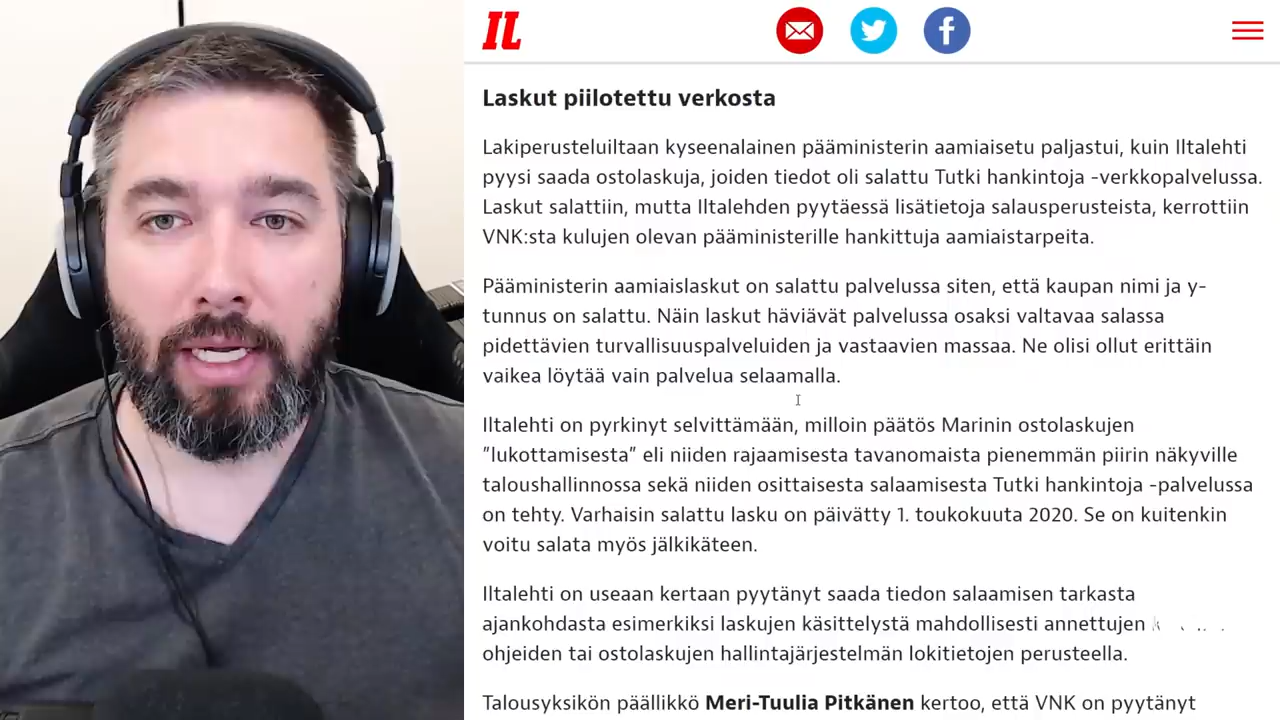 IL
Laskut piilotettu verkosta
Lakiperusteluiltaan kyseenalainen pääministerin aamiaisetu paljastui, kuin Iltalehti
pyysi saada ostolaskuja, joiden tiedot oli salattu Tutki hankintoja -verkkopalvelussa.
Laskut salattiin, mutta Iltalehden pyytäessä lisätietoja salausperusteista, kerrottiin
VNK:sta kulujen olevan pääministerille hankittuja aamiaistarpeita.
Pääministerin aamiaislaskut on salattu palvelussa siten, että kaupan nimi ja y-
tunnus on salattu. Näin laskut häviävät palvelussa osaksi valtavaa salassa
pidettävien turvallisuuspalveluiden ja vastaavien massaa. Ne olisi ollut erittäin
vaikea löytää vain palvelua selaamalla.
Iltalehti on pyrkinyt selvittämään, milloin päätös Marinin ostolaskujen
”lukottamisesta” eli niiden rajaamisesta tavanomaista pienemmän piirin näkyville
taloushallinnossa sekä niiden osittaisesta salaamisesta Tutki hankintoja -palvelussa
on tehty. Varhaisin salattu lasku on päivätty 1. toukokuuta 2020. Se on kuitenkin
voitu salata myös jälkikäteen.
Iltalehti on useaan kertaan pyytänyt saada tiedon salaamisen tarkasta
ajankohdasta esimerkiksi laskujen käsittelystä mahdollisesti annettujen
ohjeiden tai ostolaskujen hallintajärjestelmän lokitietojen perusteella.
Talousyksikön päällikkö Meri-Tuulia Pitkänen kertoo, että VNK on pyytänyt